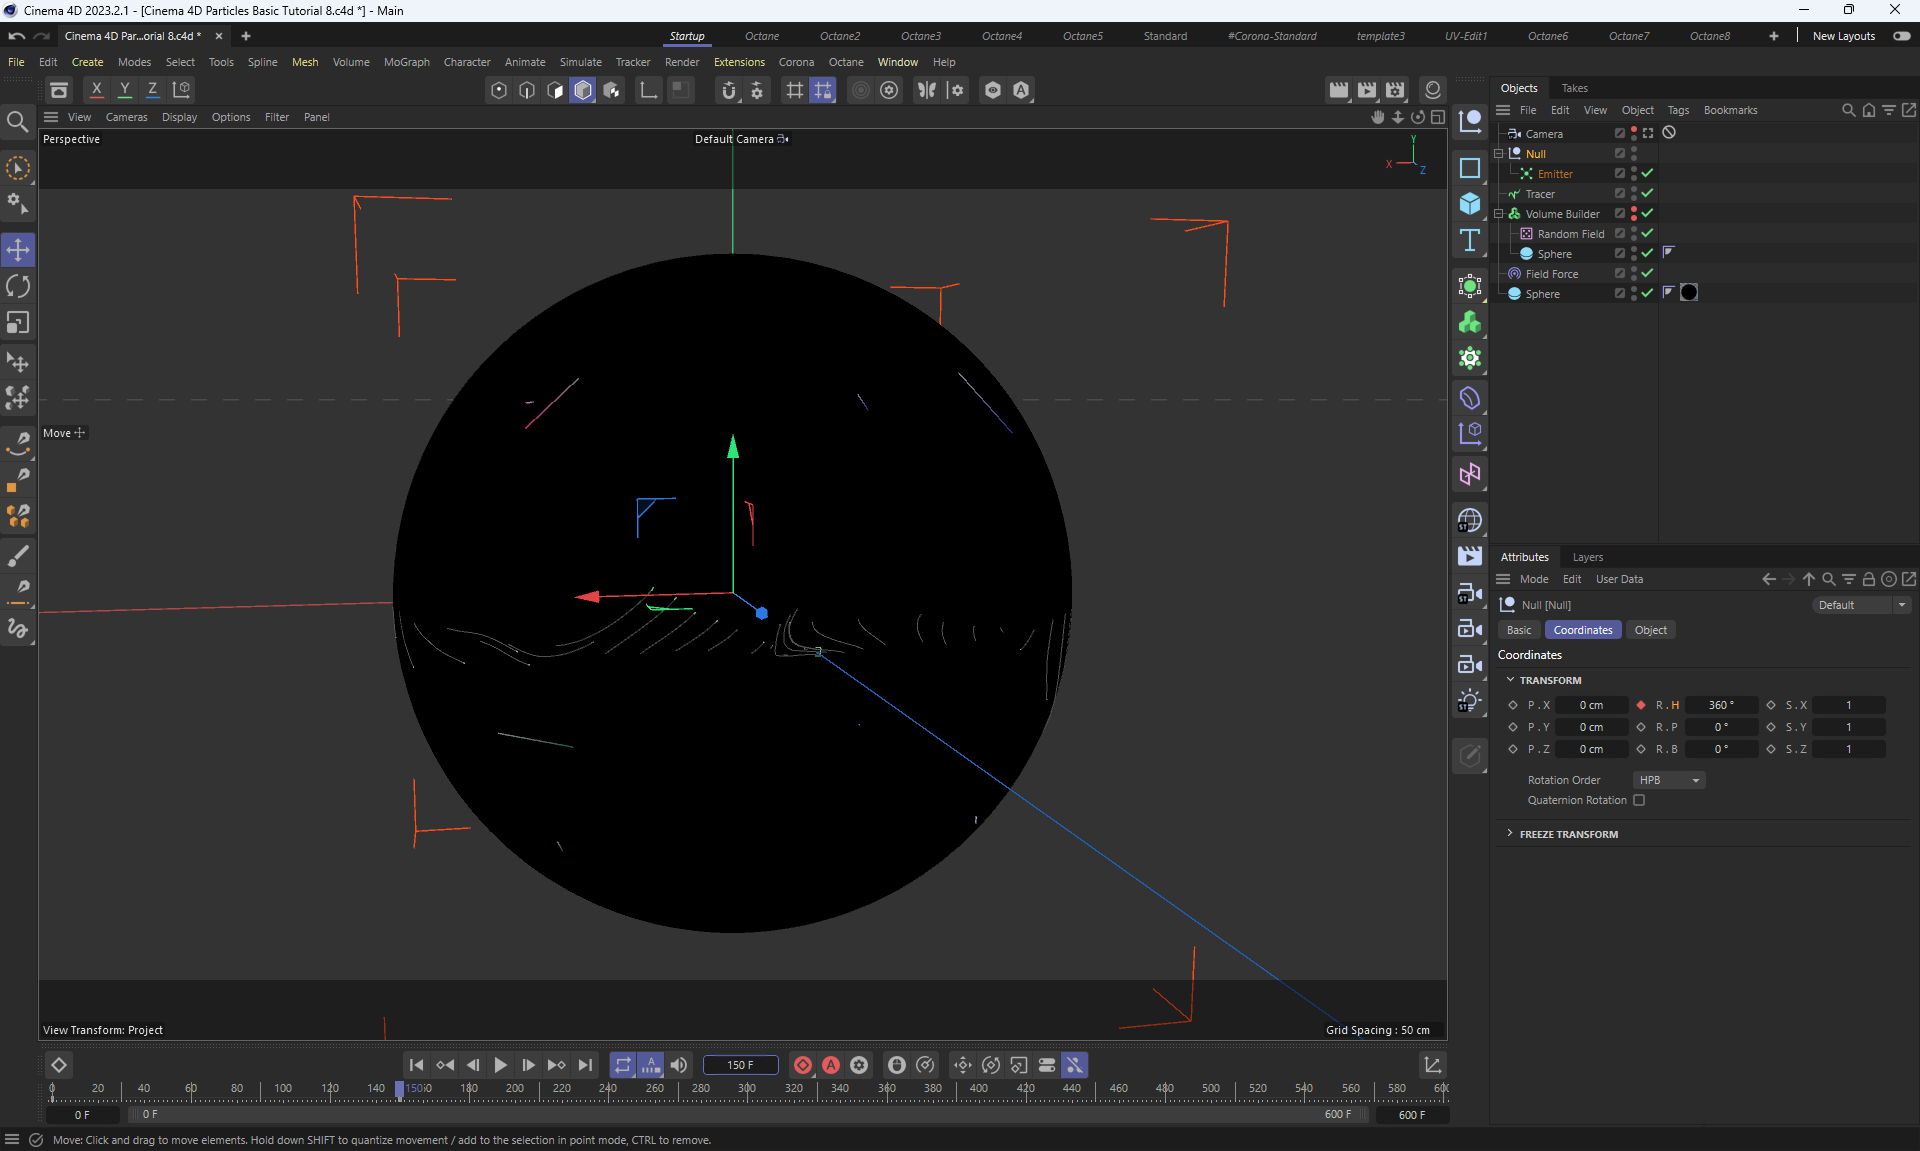 Cinema 4D 2023.2.1 - [Cinema 4D Particles Basic Tutorial 8.c4d *] - Main
Cinema 4D Par...orial 8.c4d *
Startup Octane Octane2 Octane3 Octane4 Octane5 Standard #Corona-Standard template3 UV-Edit1 Octane6 Octane7 Octane8 New Layouts
File Edit Create Modes Select Tools Spline Mesh Volume MoGraph Character Animate Simulate Tracker Render Extensions Corona Octane Window Help
X Y Z
View Cameras Display Options Filter Panel
Perspective
Default Camera
Y
X
Z
Move
View Transform: Project
Grid Spacing : 50 cm
Objects Takes
File Edit View Object Tags Bookmarks
Camera
Null
Emitter
Tracer
Volume Builder
Random Field
Sphere
Field Force
Sphere
Attributes Layers
Mode Edit User Data
Null [Null]
Default
Basic Coordinates Object
Coordinates
TRANSFORM
P . X 0 cm R . H 360 ° S . X 1
P . Y 0 cm R . P 0 ° S . Y 1
P . Z 0 cm R . B 0 ° S . Z 1
Rotation Order HPB
Quaternion Rotation
FREEZE TRANSFORM
150 F
0 20 40 60 80 100 120 140 150 180 200 220 240 260 280 300 320 340 360 380 400 420 440 460 480 500 520 540 560 580 600
0 F 0 F 600 F 600 F
Move: Click and drag to move elements. Hold down SHIFT to quantize movement / add to the selection in point mode, CTRL to remove.